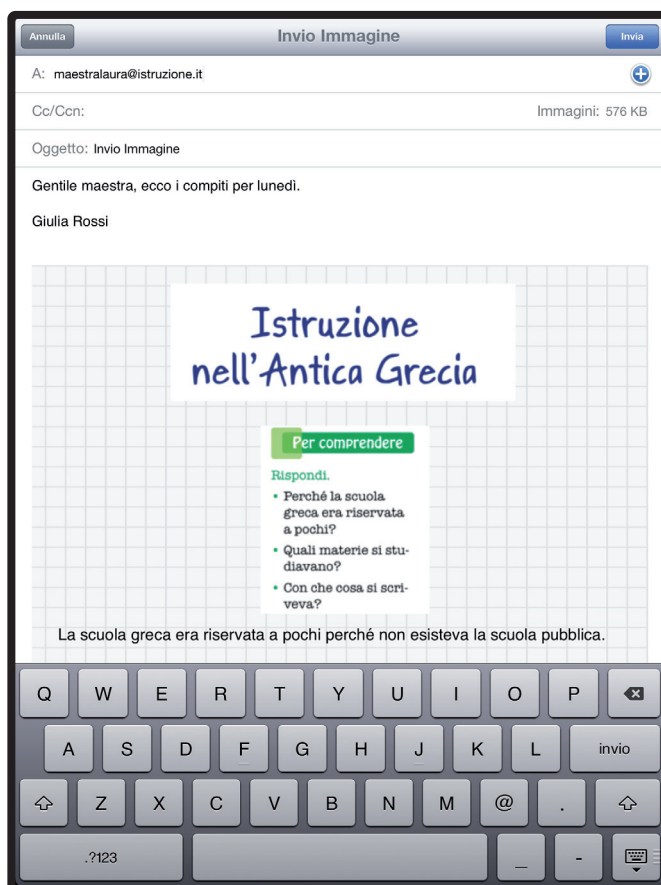 Annulla
Invio Immagine
Invia
A: maestralaura@istruzione.it
Cc/Ccn:
Immagini: 576 KB
Oggetto: Invio Immagine
Gentile maestra, ecco i compiti per lunedì.
Giulia Rossi
Istruzione
nell'Antica Grecia
Per comprendere
Rispondi.
• Perché la scuola
greca era riservata
a pochi?
• Quali materie si stu-
diavano?
• Con che cosa si scri-
veva?
La scuola greca era riservata a pochi perché non esisteva la scuola pubblica.
Q W E R T Y U I O P
A S D F G H J K L invio
Z X C V B N M @ .
.?123 _ -